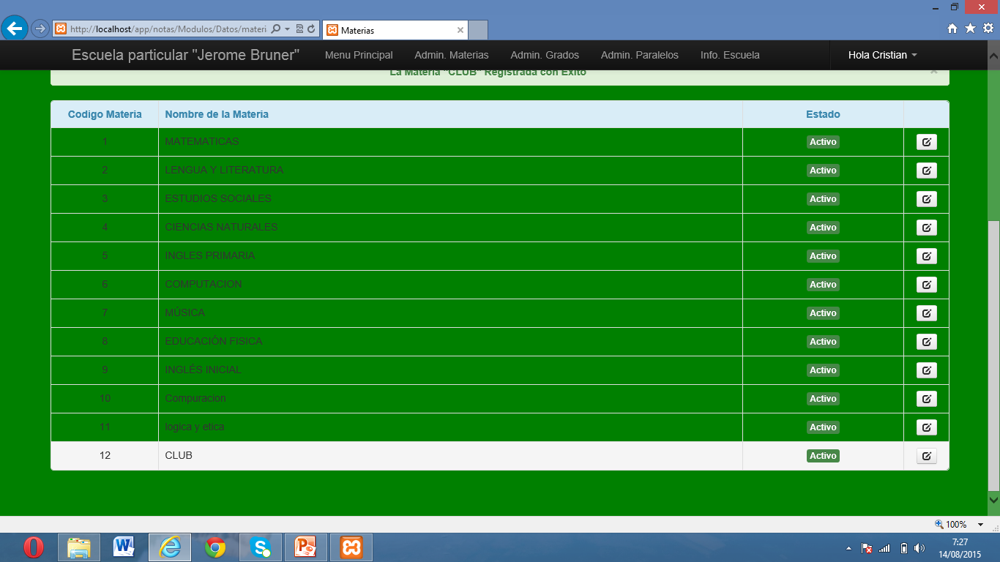 http://localhost/app/notas/Modulos/Datos/materi
Materias
Escuela particular "Jerome Bruner" Menu Principal Admin. Materias Admin. Grados Admin. Paralelos Info. Escuela Hola Cristian
La Materia "CLUB" Registrada con Exito ×
Codigo Materia Nombre de la Materia Estado
1 MATEMATICAS Activo
2 LENGUA Y LITERATURA Activo
3 ESTUDIOS SOCIALES Activo
4 CIENCIAS NATURALES Activo
5 INGLES PRIMARIA Activo
6 COMPUTACION Activo
7 MÚSICA Activo
8 EDUCACIÓN FISICA Activo
9 INGLÉS INICIAL Activo
10 Compuracion Activo
11 logica y etica Activo
12 CLUB Activo
100%
7:27
14/08/2015